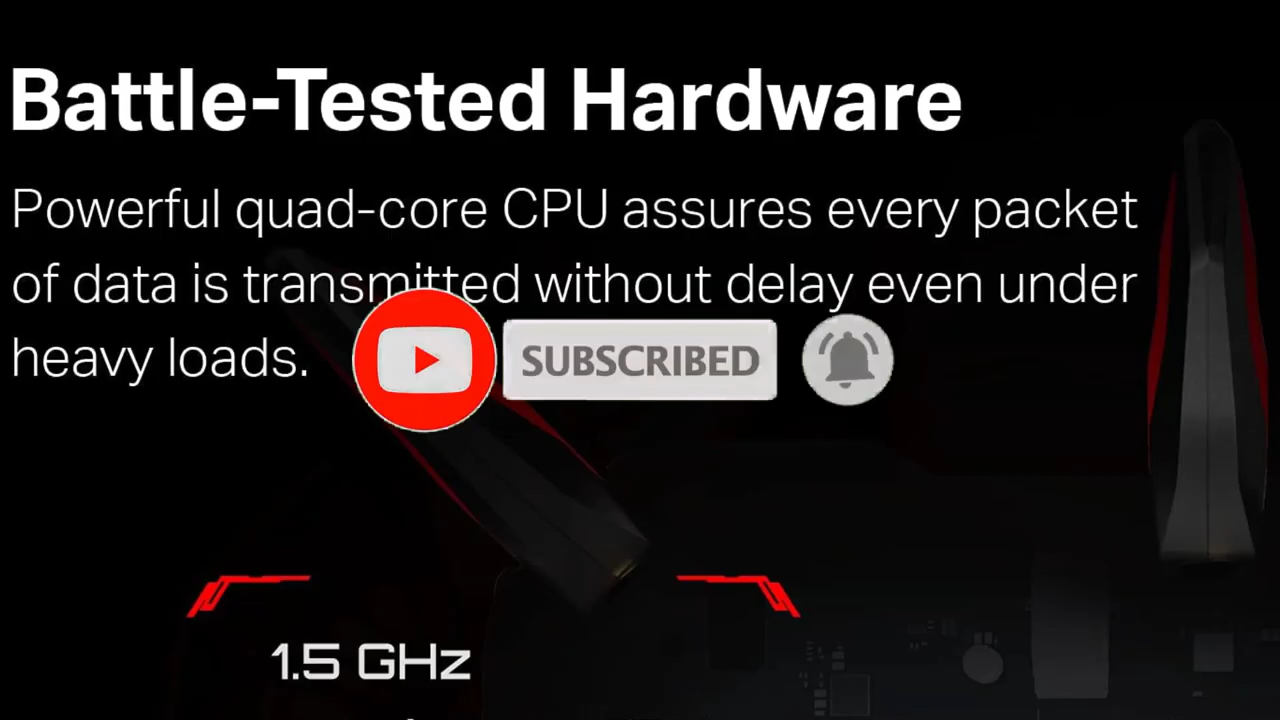 Battle-Tested Hardware
Powerful quad-core CPU assures every packet
of data is transmitted without delay even under
heavy loads.
SUBSCRIBED
1.5 GHz